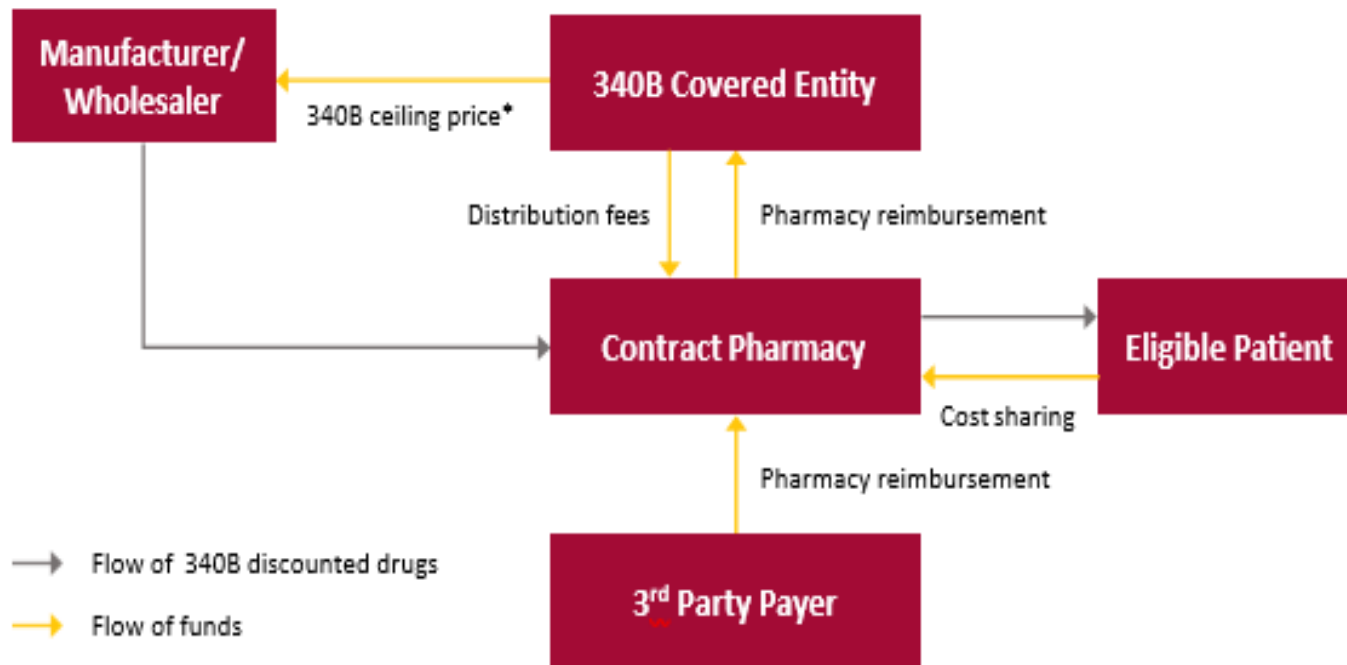 Manufacturer/
Wholesaler
340B ceiling price*
340B Covered Entity
Distribution fees
Pharmacy reimbursement
Contract Pharmacy
Eligible Patient
Cost sharing
Pharmacy reimbursement
3rd Party Payer
Flow of 340B discounted drugs
Flow of funds